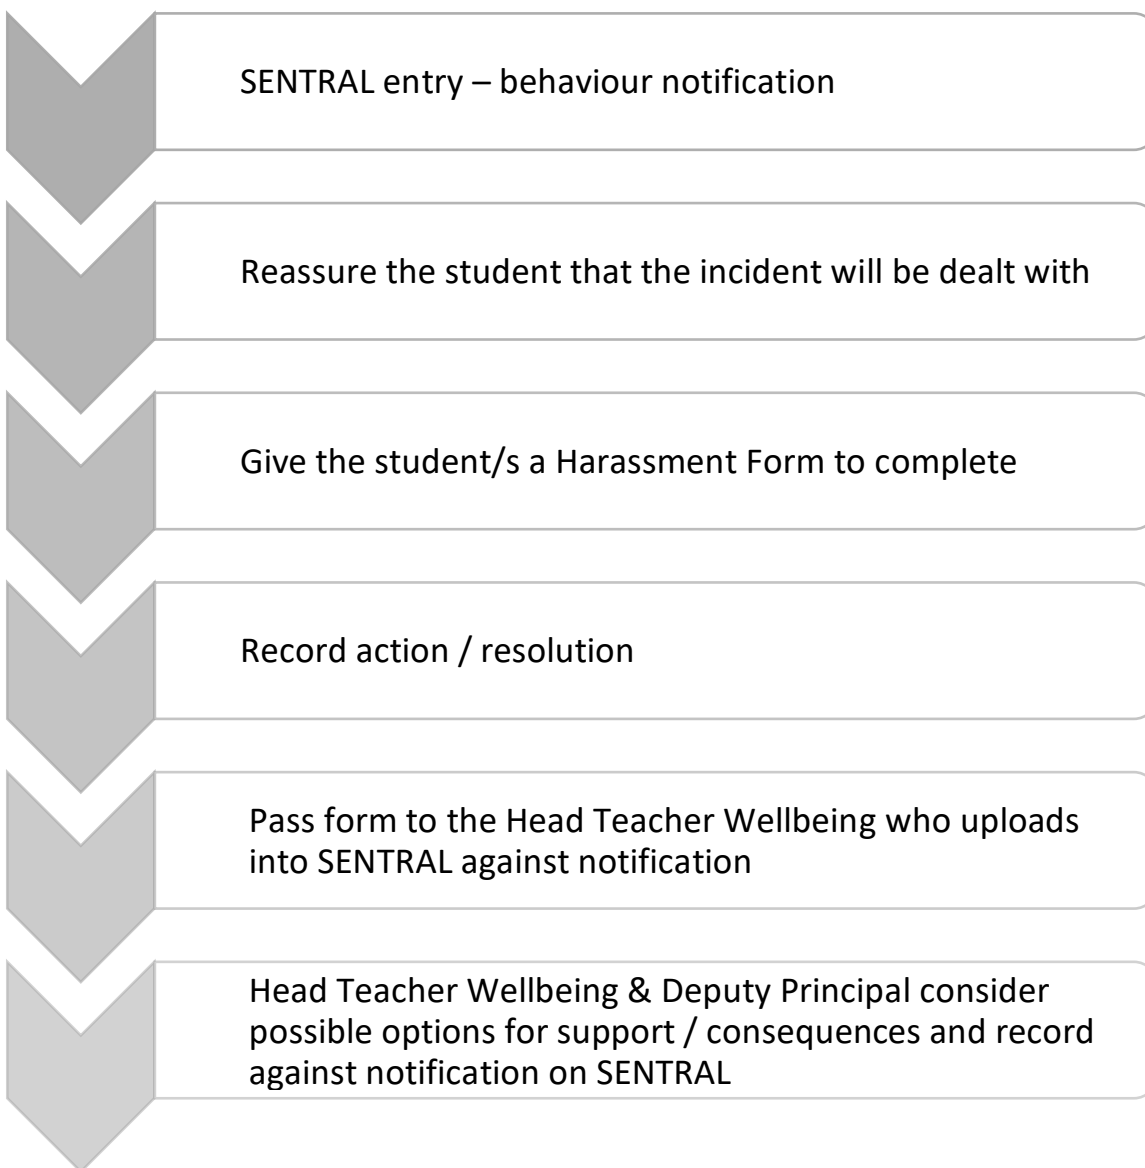 SENTRAL entry – behaviour notification
Reassure the student that the incident will be dealt with
Give the student/s a Harassment Form to complete
Record action / resolution
Pass form to the Head Teacher Wellbeing who uploads
into SENTRAL against notification
Head Teacher Wellbeing & Deputy Principal consider
possible options for support / consequences and record
against notification on SENTRAL